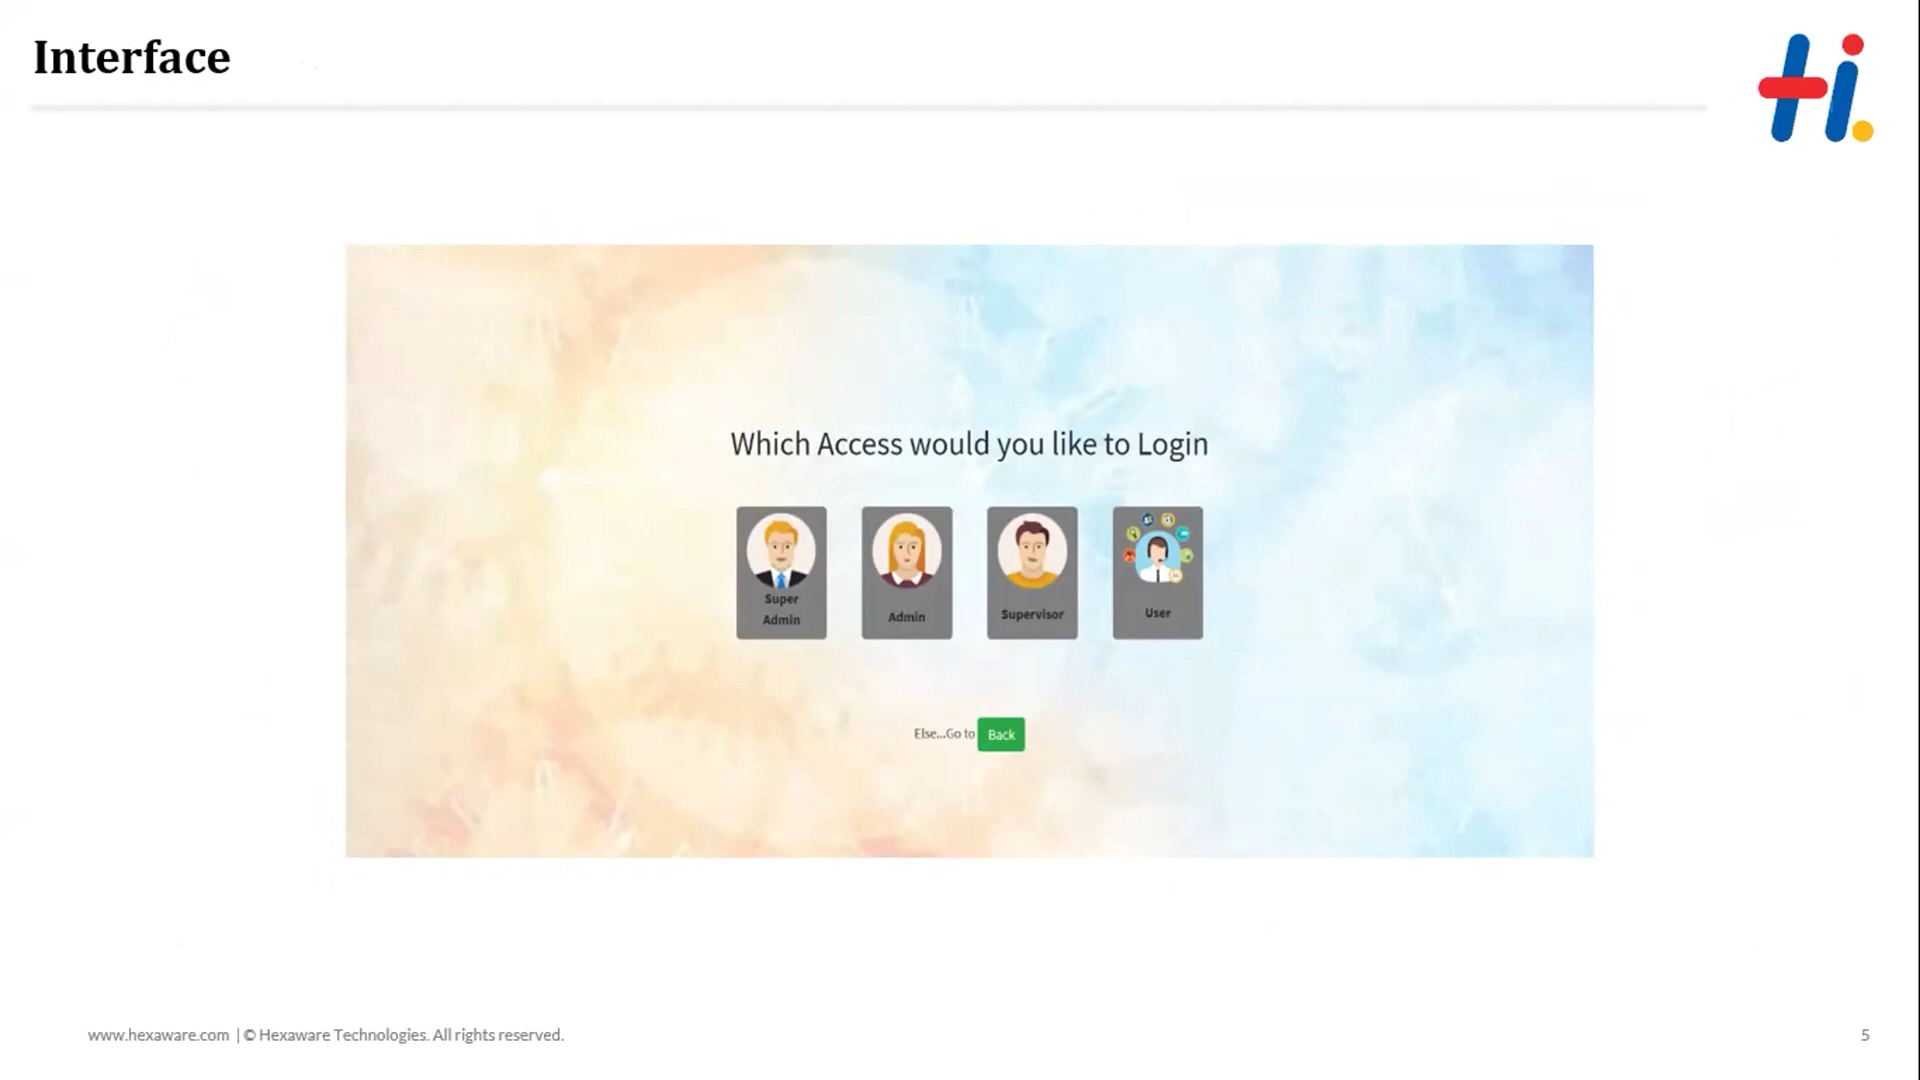 Interface
Hi.
Which Access would you like to Login
Super
Admin
Admin
Supervisor
User
Else...Go to Back
www.hexaware.com | © Hexaware Technologies. All rights reserved.
5